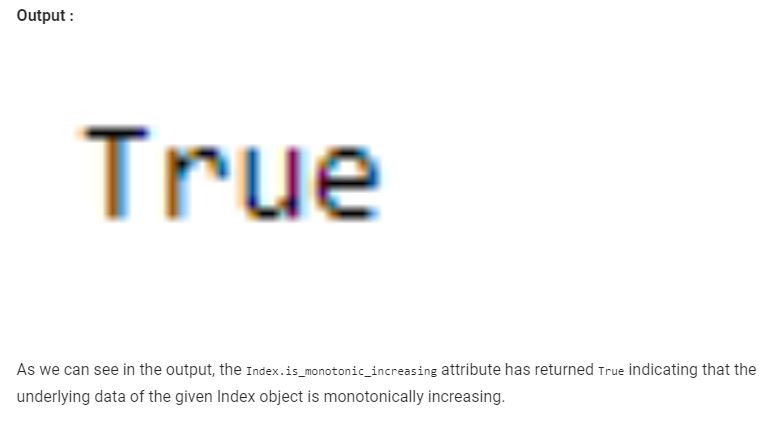 Output :
True
As we can see in the output, the Index.is_monotonic_increasing attribute has returned True indicating that the
underlying data of the given Index object is monotonically increasing.